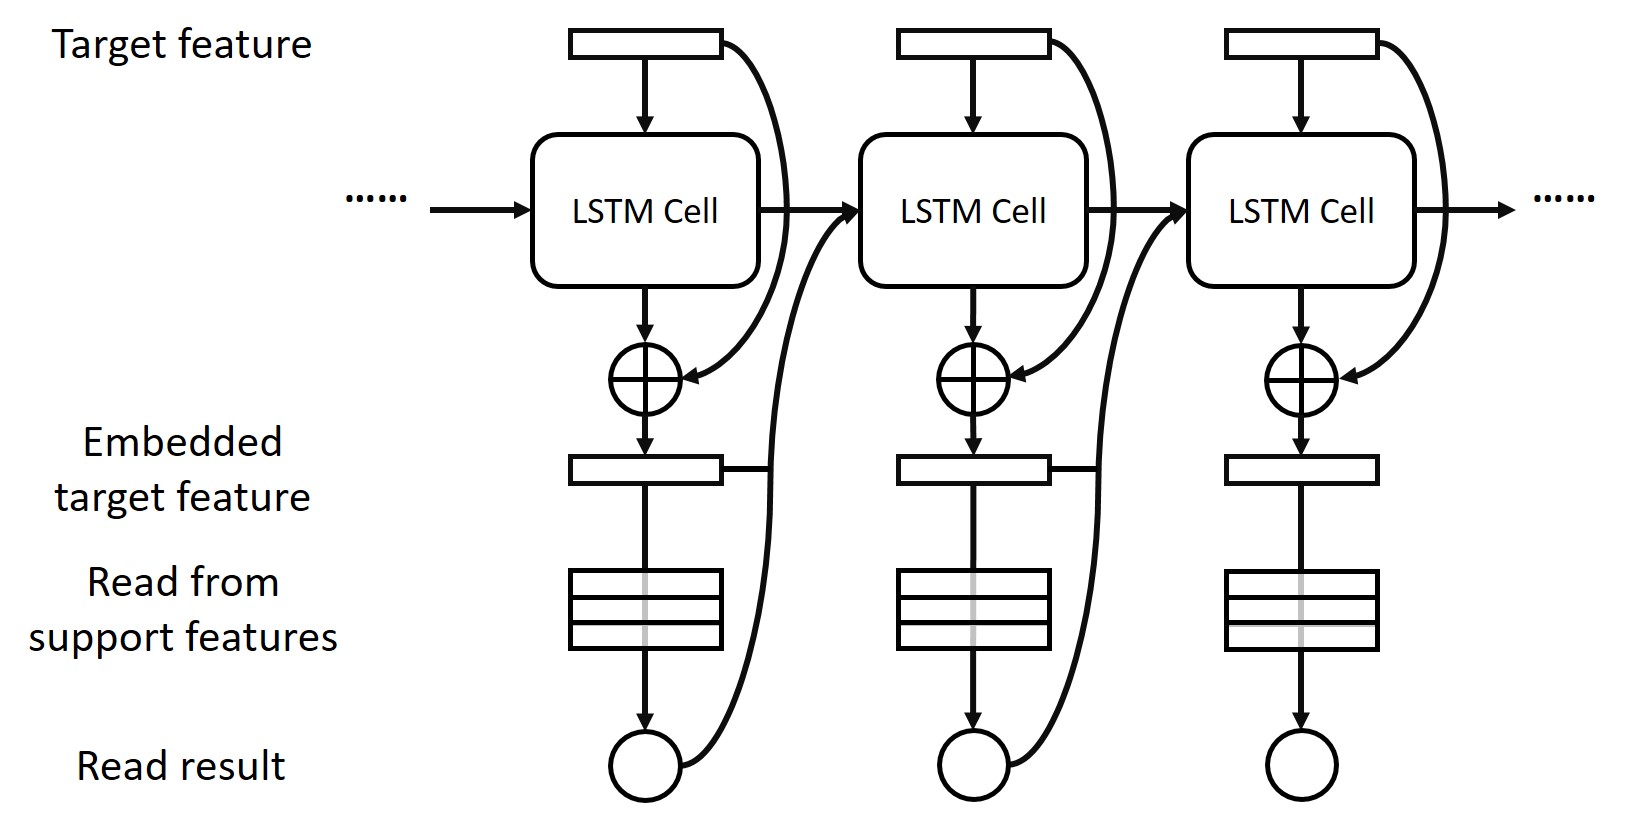 Target feature
...... LSTM Cell LSTM Cell LSTM Cell ......
Embedded
target feature
Read from
support features
Read result